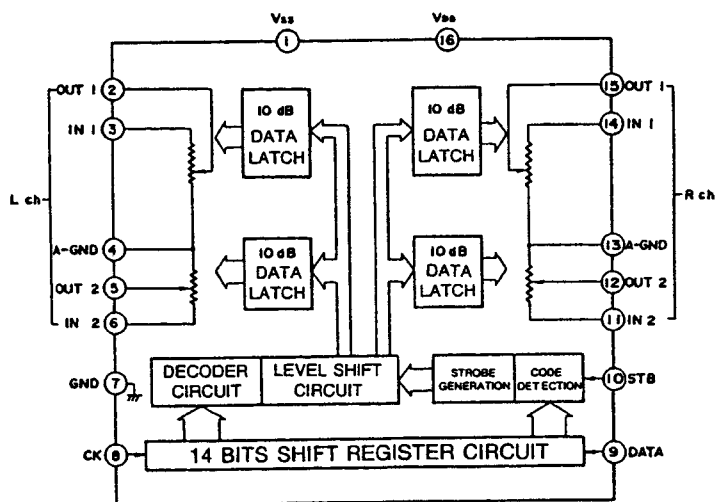 Vss
VDD
1
16
OUT 1 2
15 OUT 1
IN 1 3
14 IN 1
10 dB
DATA
LATCH
10 dB
DATA
LATCH
L ch
R ch
A-GND 4
13 A-GND
OUT 2 5
12 OUT 2
IN 2 6
11 IN 2
10 dB
DATA
LATCH
10 dB
DATA
LATCH
GND 7
DECODER
CIRCUIT
LEVEL SHIFT
CIRCUIT
STROBE
GENERATION
CODE
DETECTION
10 STB
CK 8
14 BITS SHIFT REGISTER CIRCUIT
9 DATA